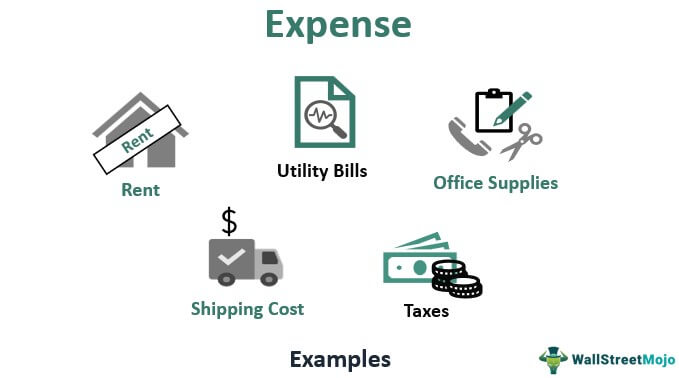 Expense
Rent
Rent
Utility Bills
Office Supplies
$
Shipping Cost
Taxes
Examples
WallStreetMojo